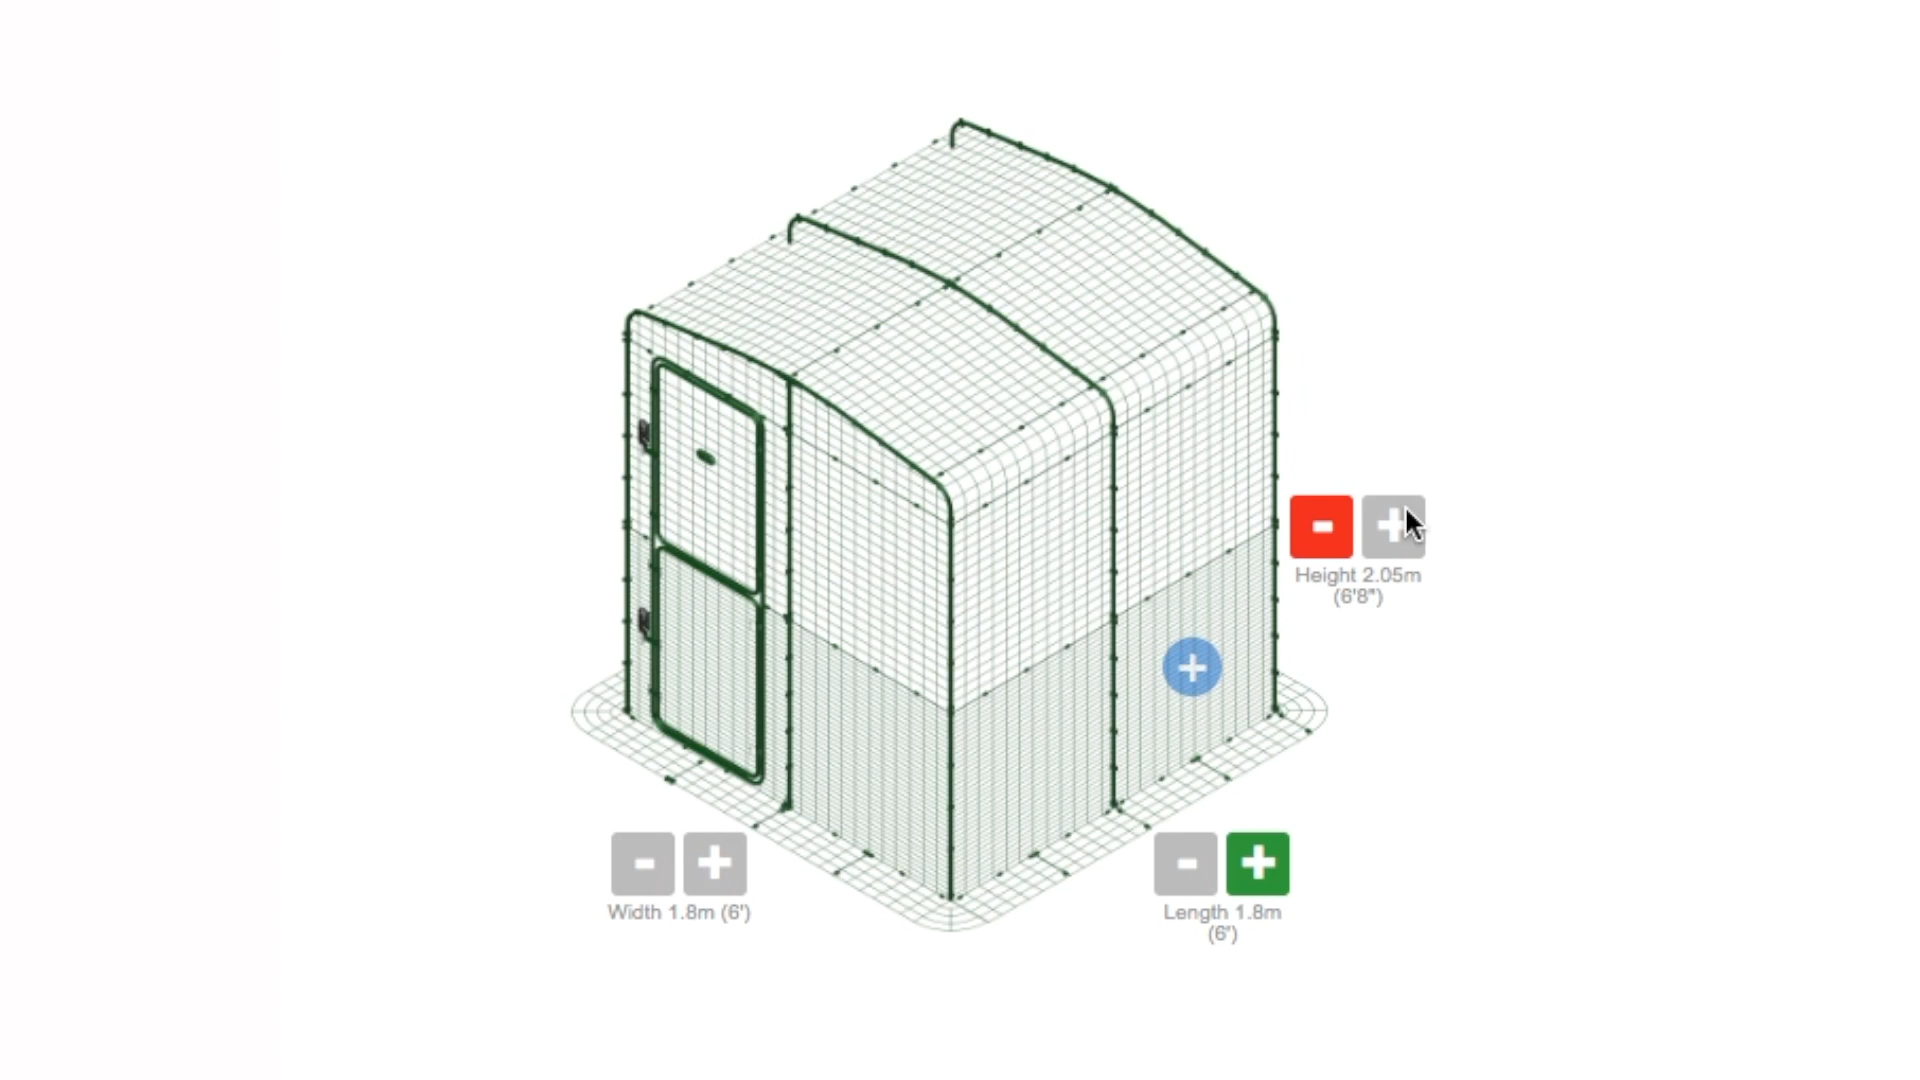 - +
Height 2.05m
(6'8")
+
- +
Width 1.8m (6')
- +
Length 1.8m
(6')